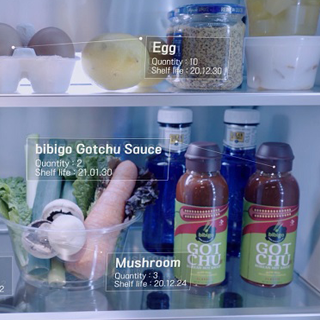 Egg
Quantity : 10
Shelf life : 20.12.30
bibigo Gotchu Sauce
Quantity : 2
Shelf life : 21.01.30
Mushroom
Quantity : 3
Shelf life : 20.12.24
GOT
CHU
GOT
CHU
2